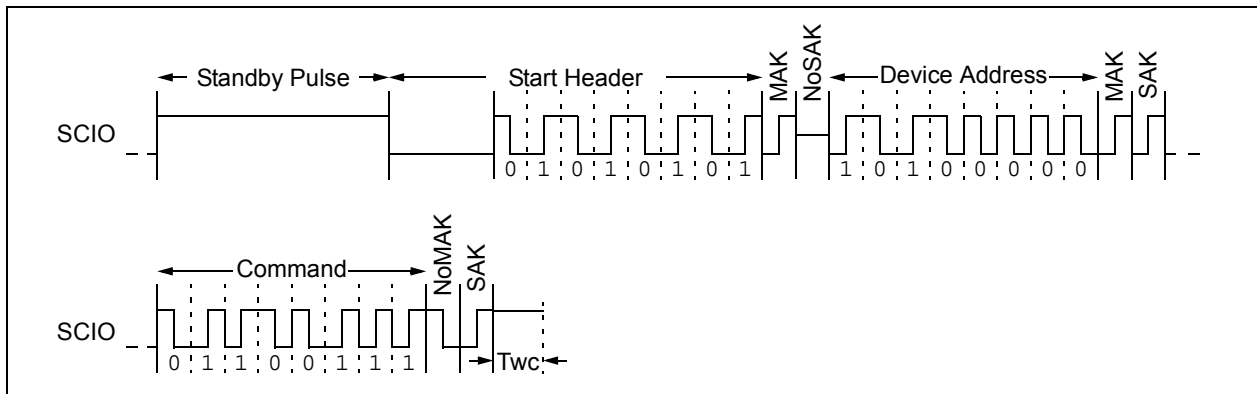 Standby Pulse
Start Header
MAK
NoSAK
Device Address
MAK
SAK
SCIO
0 1 0 1 0 1 0 1
1 0 1 0 0 0 0 0
Command
NoMAK
SAK
SCIO
0 1 1 0 0 1 1 1
Twc